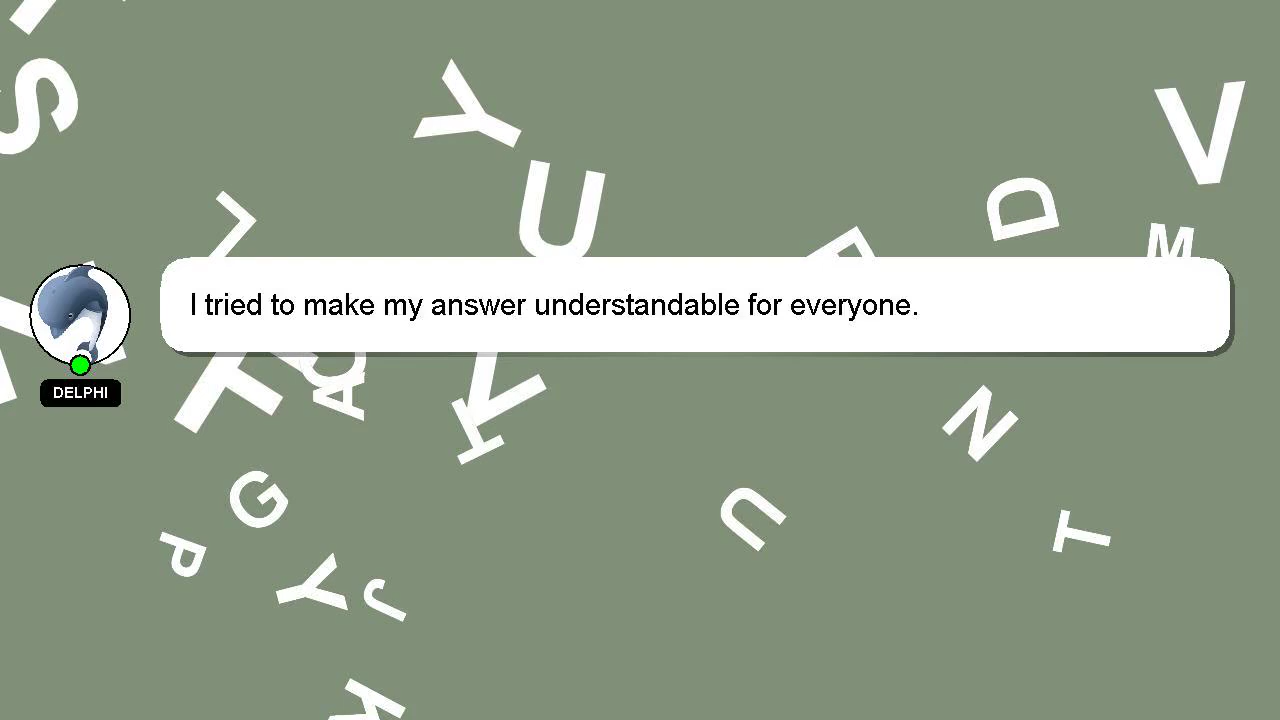 S
Y
V
U
L
D
M
I tried to make my answer understandable for everyone.
DELPHI
T
A
I
N
G
U
T
P
Y
J
K